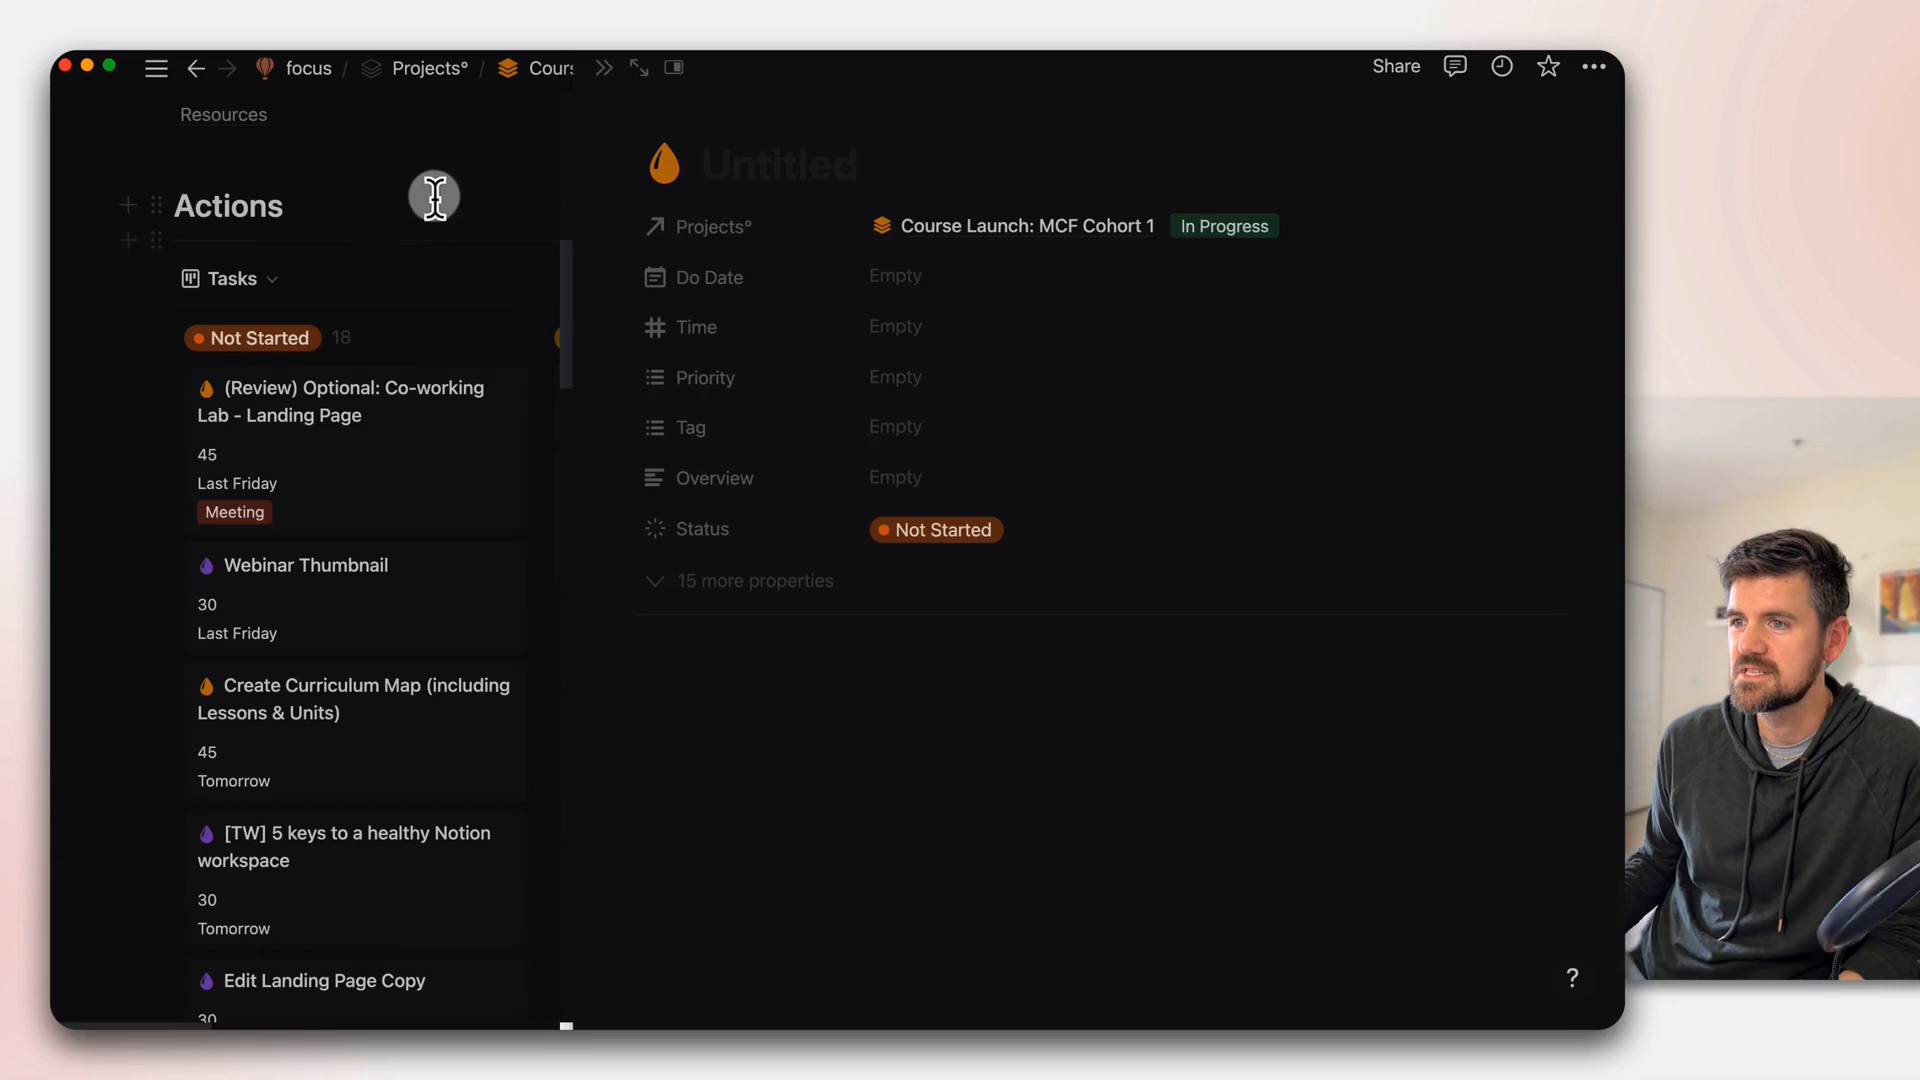 focus / Projects° / Cours
Share
Resources
Actions
Tasks
Not Started 18
(Review) Optional: Co-working
Lab - Landing Page
45
Last Friday
Meeting
Webinar Thumbnail
30
Last Friday
Create Curriculum Map (including
Lessons & Units)
45
Tomorrow
[TW] 5 keys to a healthy Notion
workspace
30
Tomorrow
Edit Landing Page Copy
30
Untitled
Projects° Course Launch: MCF Cohort 1 In Progress
Do Date Empty
Time Empty
Priority Empty
Tag Empty
Overview Empty
Status Not Started
15 more properties
?